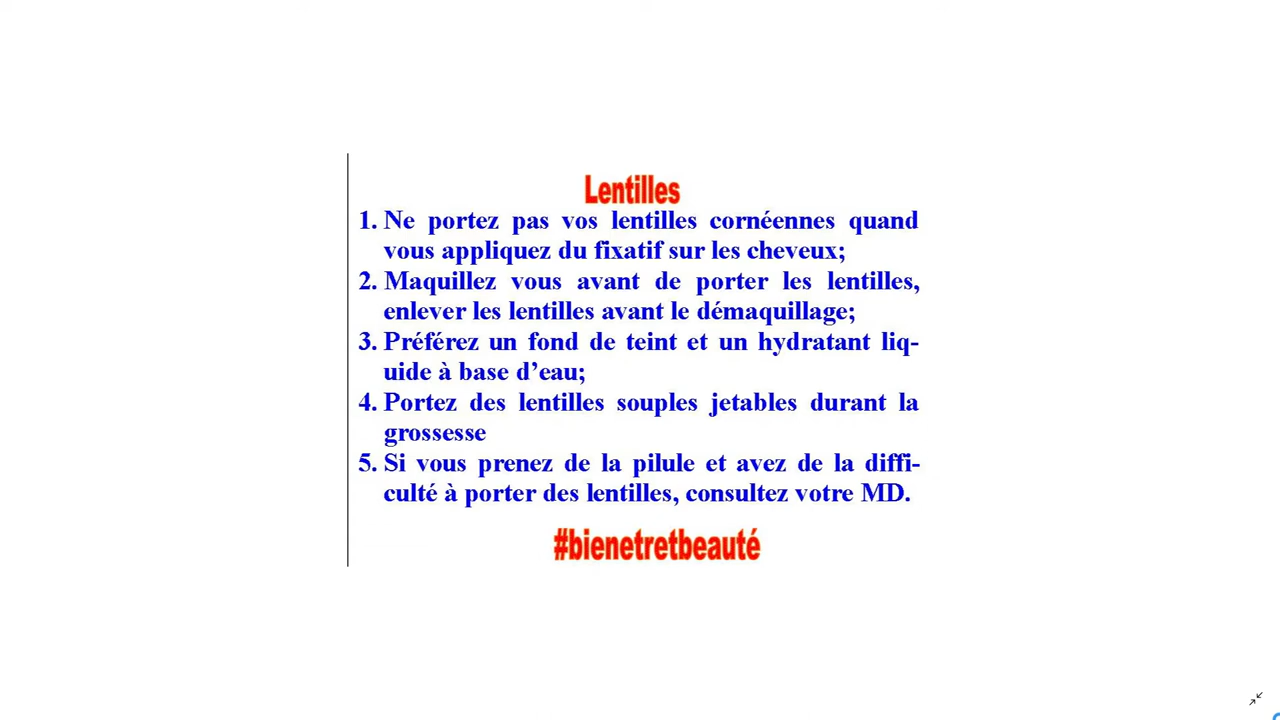 Lentilles
1. Ne portez pas vos lentilles cornéennes quand
vous appliquez du fixatif sur les cheveux;
2. Maquillez vous avant de porter les lentilles,
enlever les lentilles avant le démaquillage;
3. Préférez un fond de teint et un hydratant liq-
uide à base d’eau;
4. Portez des lentilles souples jetables durant la
grossesse
5. Si vous prenez de la pilule et avez de la diffi-
culté à porter des lentilles, consultez votre MD.
#bienetretbeauté